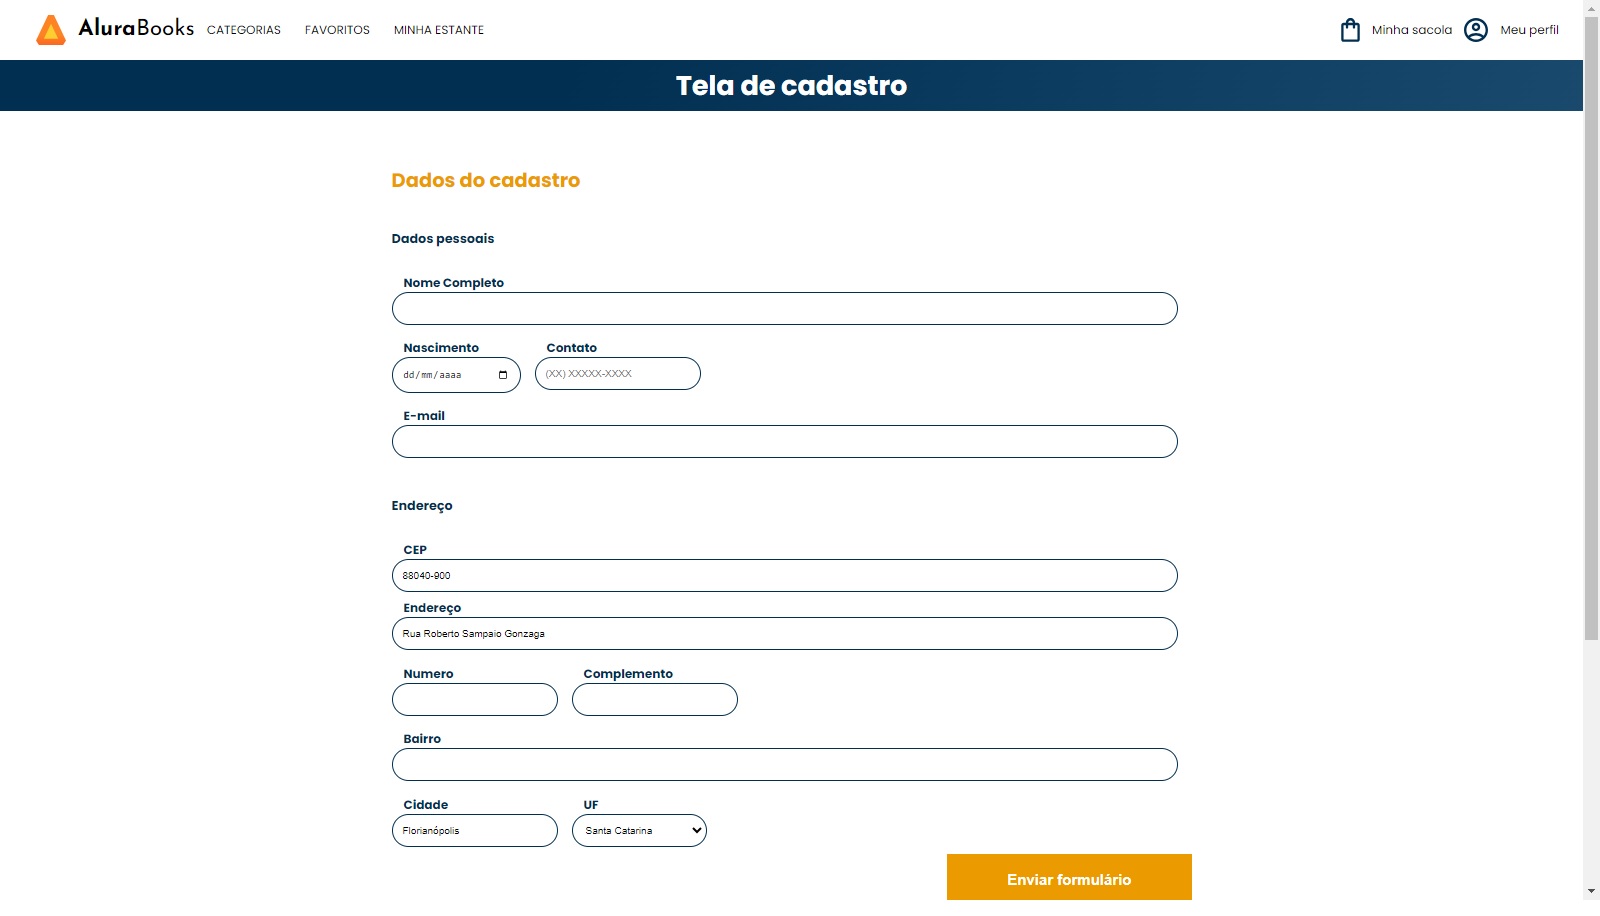 AluraBooks CATEGORIAS FAVORITOS MINHA ESTANTE Minha sacola Meu perfil
Tela de cadastro
Dados do cadastro
Dados pessoais
Nome Completo
Nascimento Contato
dd/mm/aaaa (XX) XXXXX-XXXX
E-mail
Endereço
CEP
88040-900
Endereço
Rua Roberto Sampaio Gonzaga
Numero Complemento
Bairro
Cidade UF
Florianópolis Santa Catarina
Enviar formulário